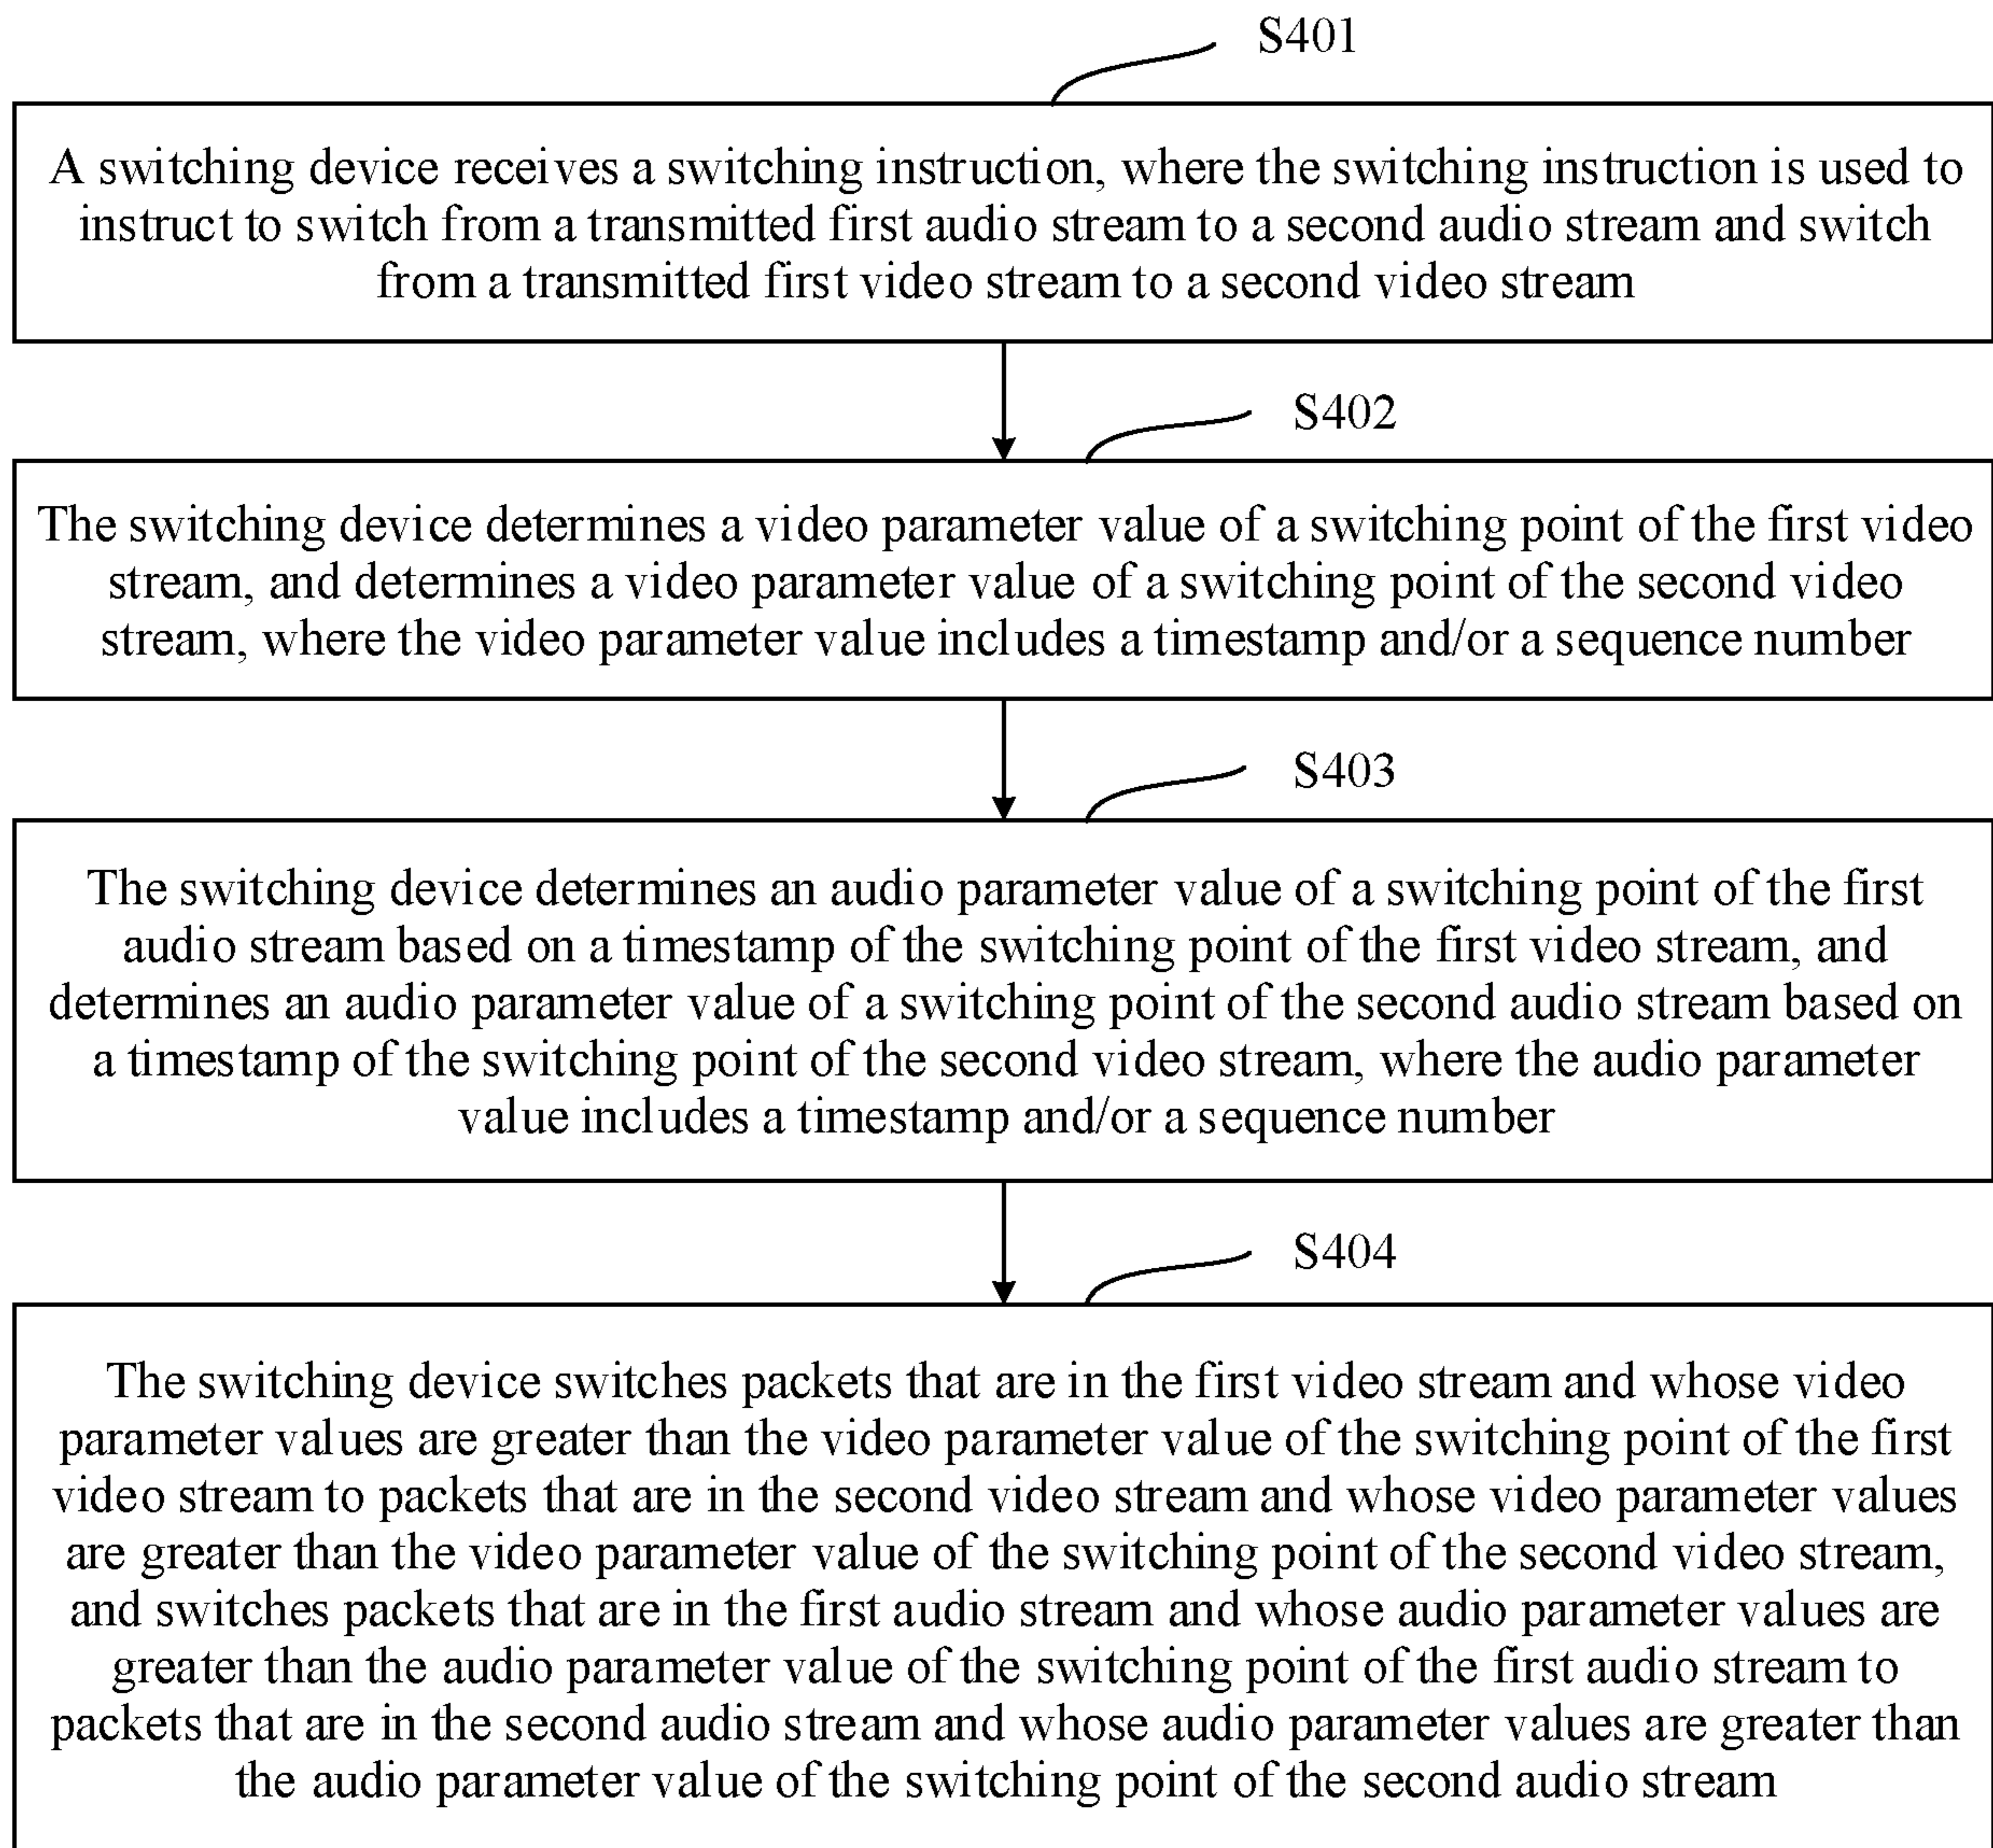 S401
A switching device receives a switching instruction, where the switching instruction is used to
instruct to switch from a transmitted first audio stream to a second audio stream and switch
from a transmitted first video stream to a second video stream
S402
The switching device determines a video parameter value of a switching point of the first video
stream, and determines a video parameter value of a switching point of the second video
stream, where the video parameter value includes a timestamp and/or a sequence number
S403
The switching device determines an audio parameter value of a switching point of the first
audio stream based on a timestamp of the switching point of the first video stream, and
determines an audio parameter value of a switching point of the second audio stream based on
a timestamp of the switching point of the second video stream, where the audio parameter
value includes a timestamp and/or a sequence number
S404
The switching device switches packets that are in the first video stream and whose video
parameter values are greater than the video parameter value of the switching point of the first
video stream to packets that are in the second video stream and whose video parameter values
are greater than the video parameter value of the switching point of the second video stream,
and switches packets that are in the first audio stream and whose audio parameter values are
greater than the audio parameter value of the switching point of the first audio stream to
packets that are in the second audio stream and whose audio parameter values are greater than
the audio parameter value of the switching point of the second audio stream